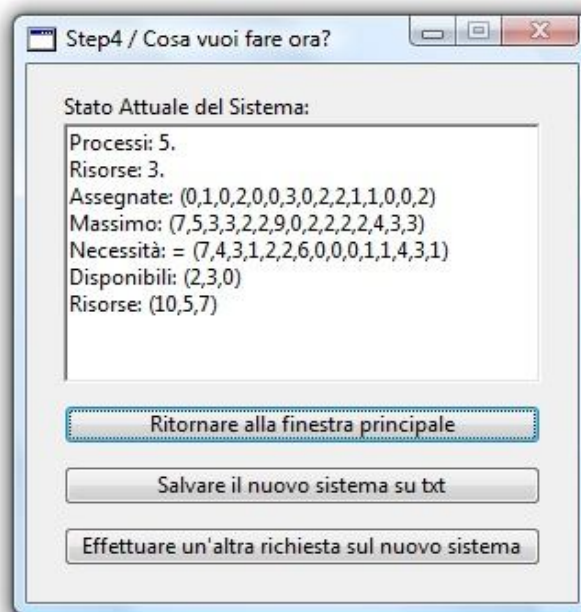 Step4 / Cosa vuoi fare ora?
Stato Attuale del Sistema:
Processi: 5.
Risorse: 3.
Assegnate: (0,1,0,2,0,0,3,0,2,2,1,1,0,0,2)
Massimo: (7,5,3,3,2,2,9,0,2,2,2,2,4,3,3)
Necessità: = (7,4,3,1,2,2,6,0,0,0,1,1,4,3,1)
Disponibili: (2,3,0)
Risorse: (10,5,7)
Ritornare alla finestra principale
Salvare il nuovo sistema su txt
Effettuare un'altra richiesta sul nuovo sistema